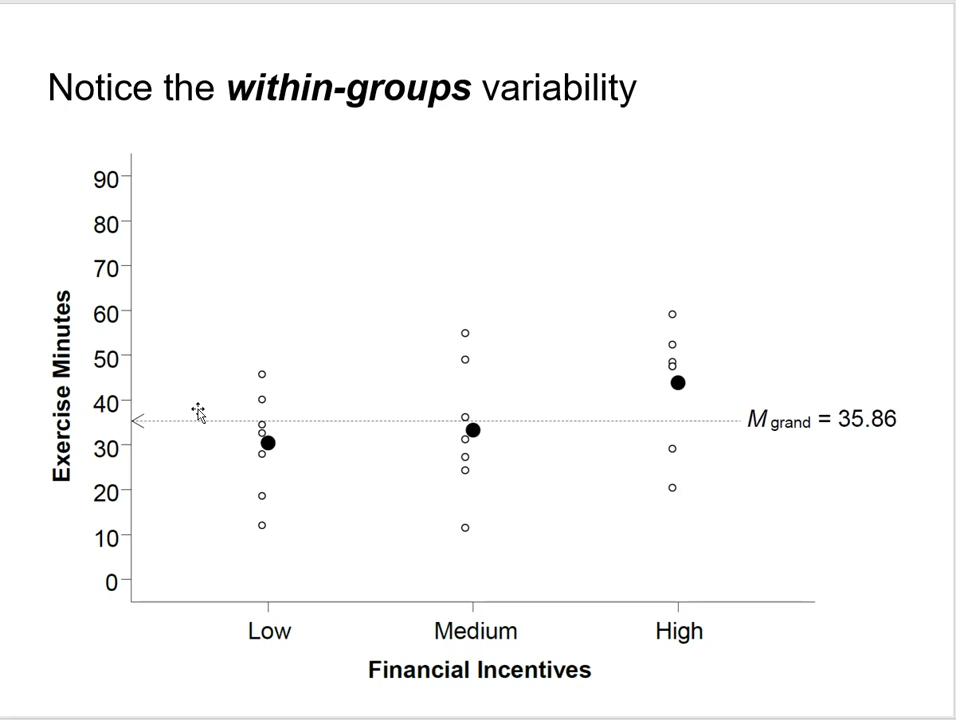 Notice the within-groups variability
90
80
70
60
50
40
30
20
10
0
Exercise Minutes
M grand = 35.86
Low Medium High
Financial Incentives